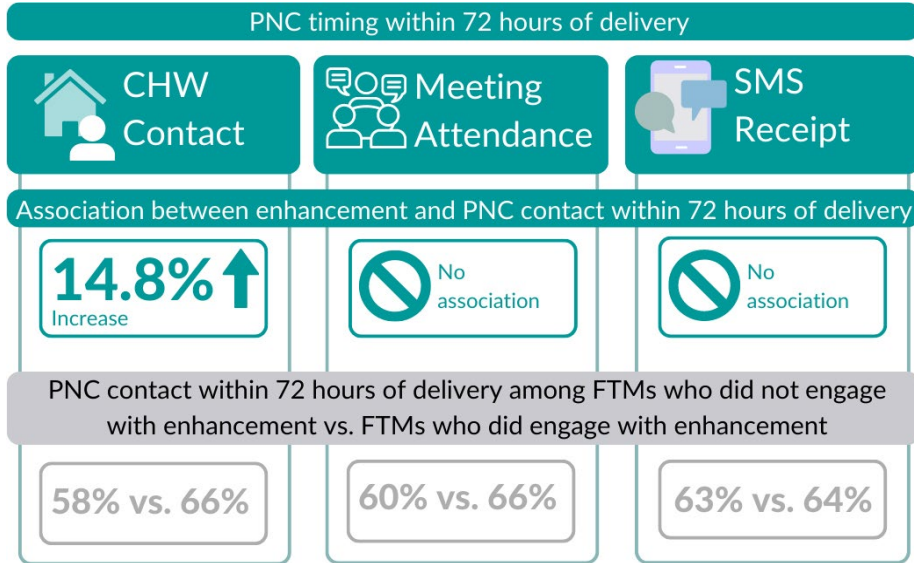 PNC timing within 72 hours of delivery
CHW
Contact
Meeting
Attendance
SMS
Receipt
Association between enhancement and PNC contact within 72 hours of delivery
14.8%
Increase
No
association
No
association
PNC contact within 72 hours of delivery among FTMs who did not engage
with enhancement vs. FTMs who did engage with enhancement
58% vs. 66%
60% vs. 66%
63% vs. 64%